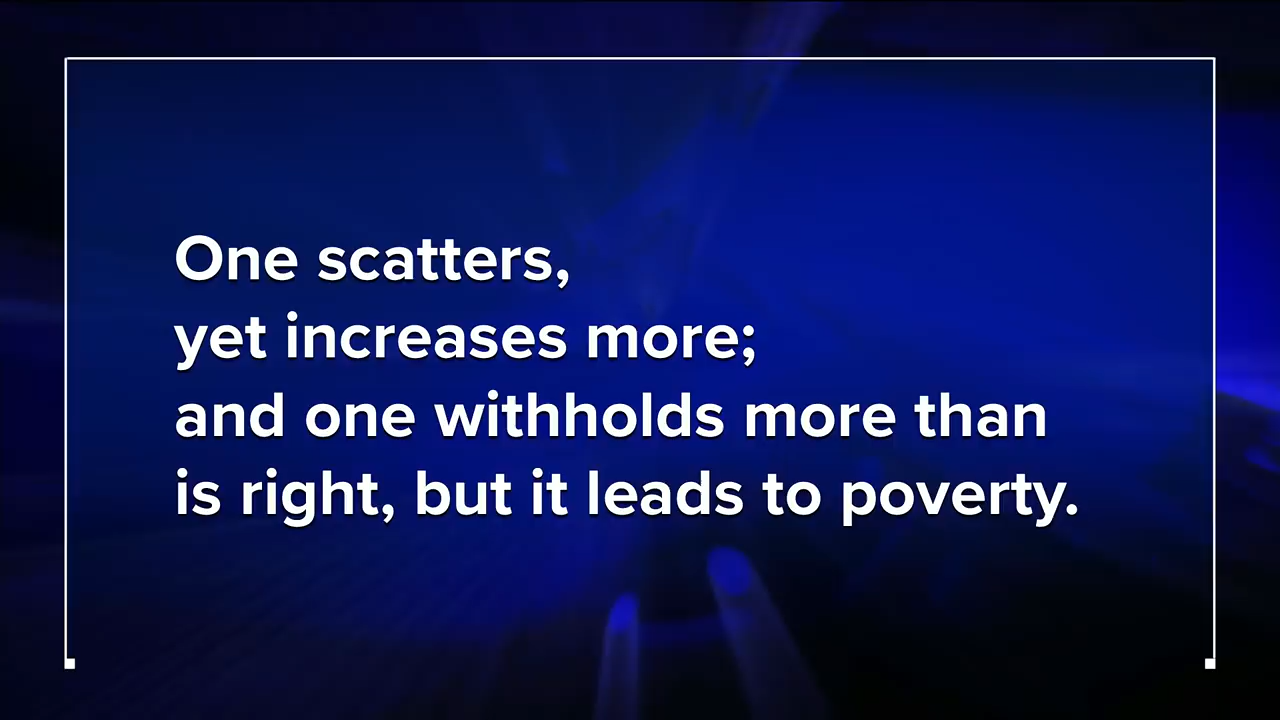 One scatters,
yet increases more;
and one withholds more than
is right, but it leads to poverty.